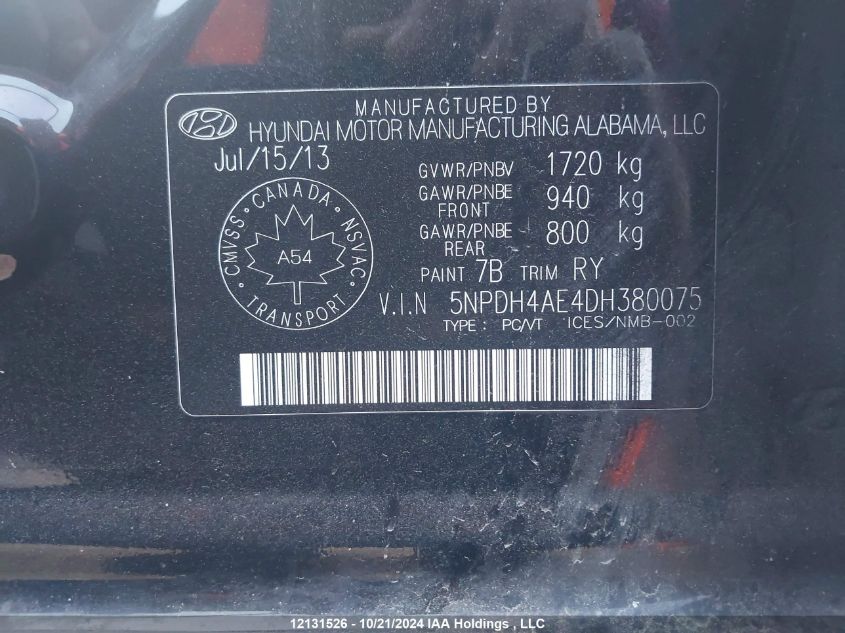 MANUFACTURED BY
HYUNDAI MOTOR MANUFACTURING ALABAMA, LLC
Jul/15/13
GVWR/PNBV 1720 kg
GAWR/PNBE FRONT 940 kg
GAWR/PNBE REAR 800 kg
CMVSS CANADA NSVAC
A54
TRANSPORT
PAINT 7B TRIM RY
V.I.N 5NPDH4AE4DH380075
TYPE: PC/VT ICES/NMB-002
12131526 - 10/21/2024 IAA Holdings , LLC